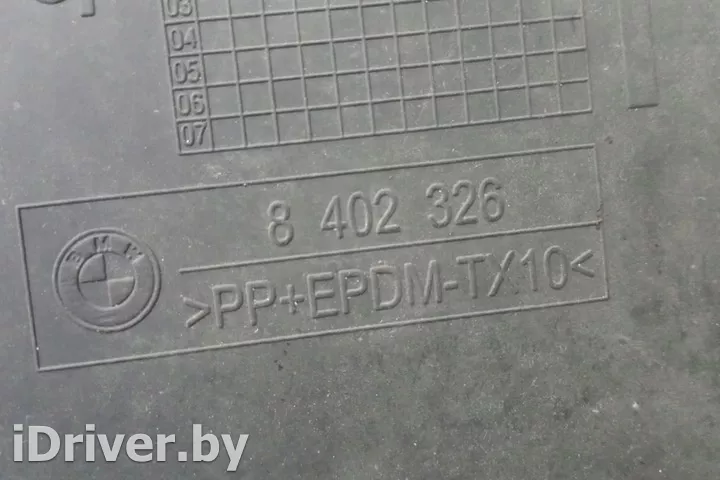 03
04
05
06
07
8 402 326
BMW
>PP+EPDM-TX10<
iDriver.by